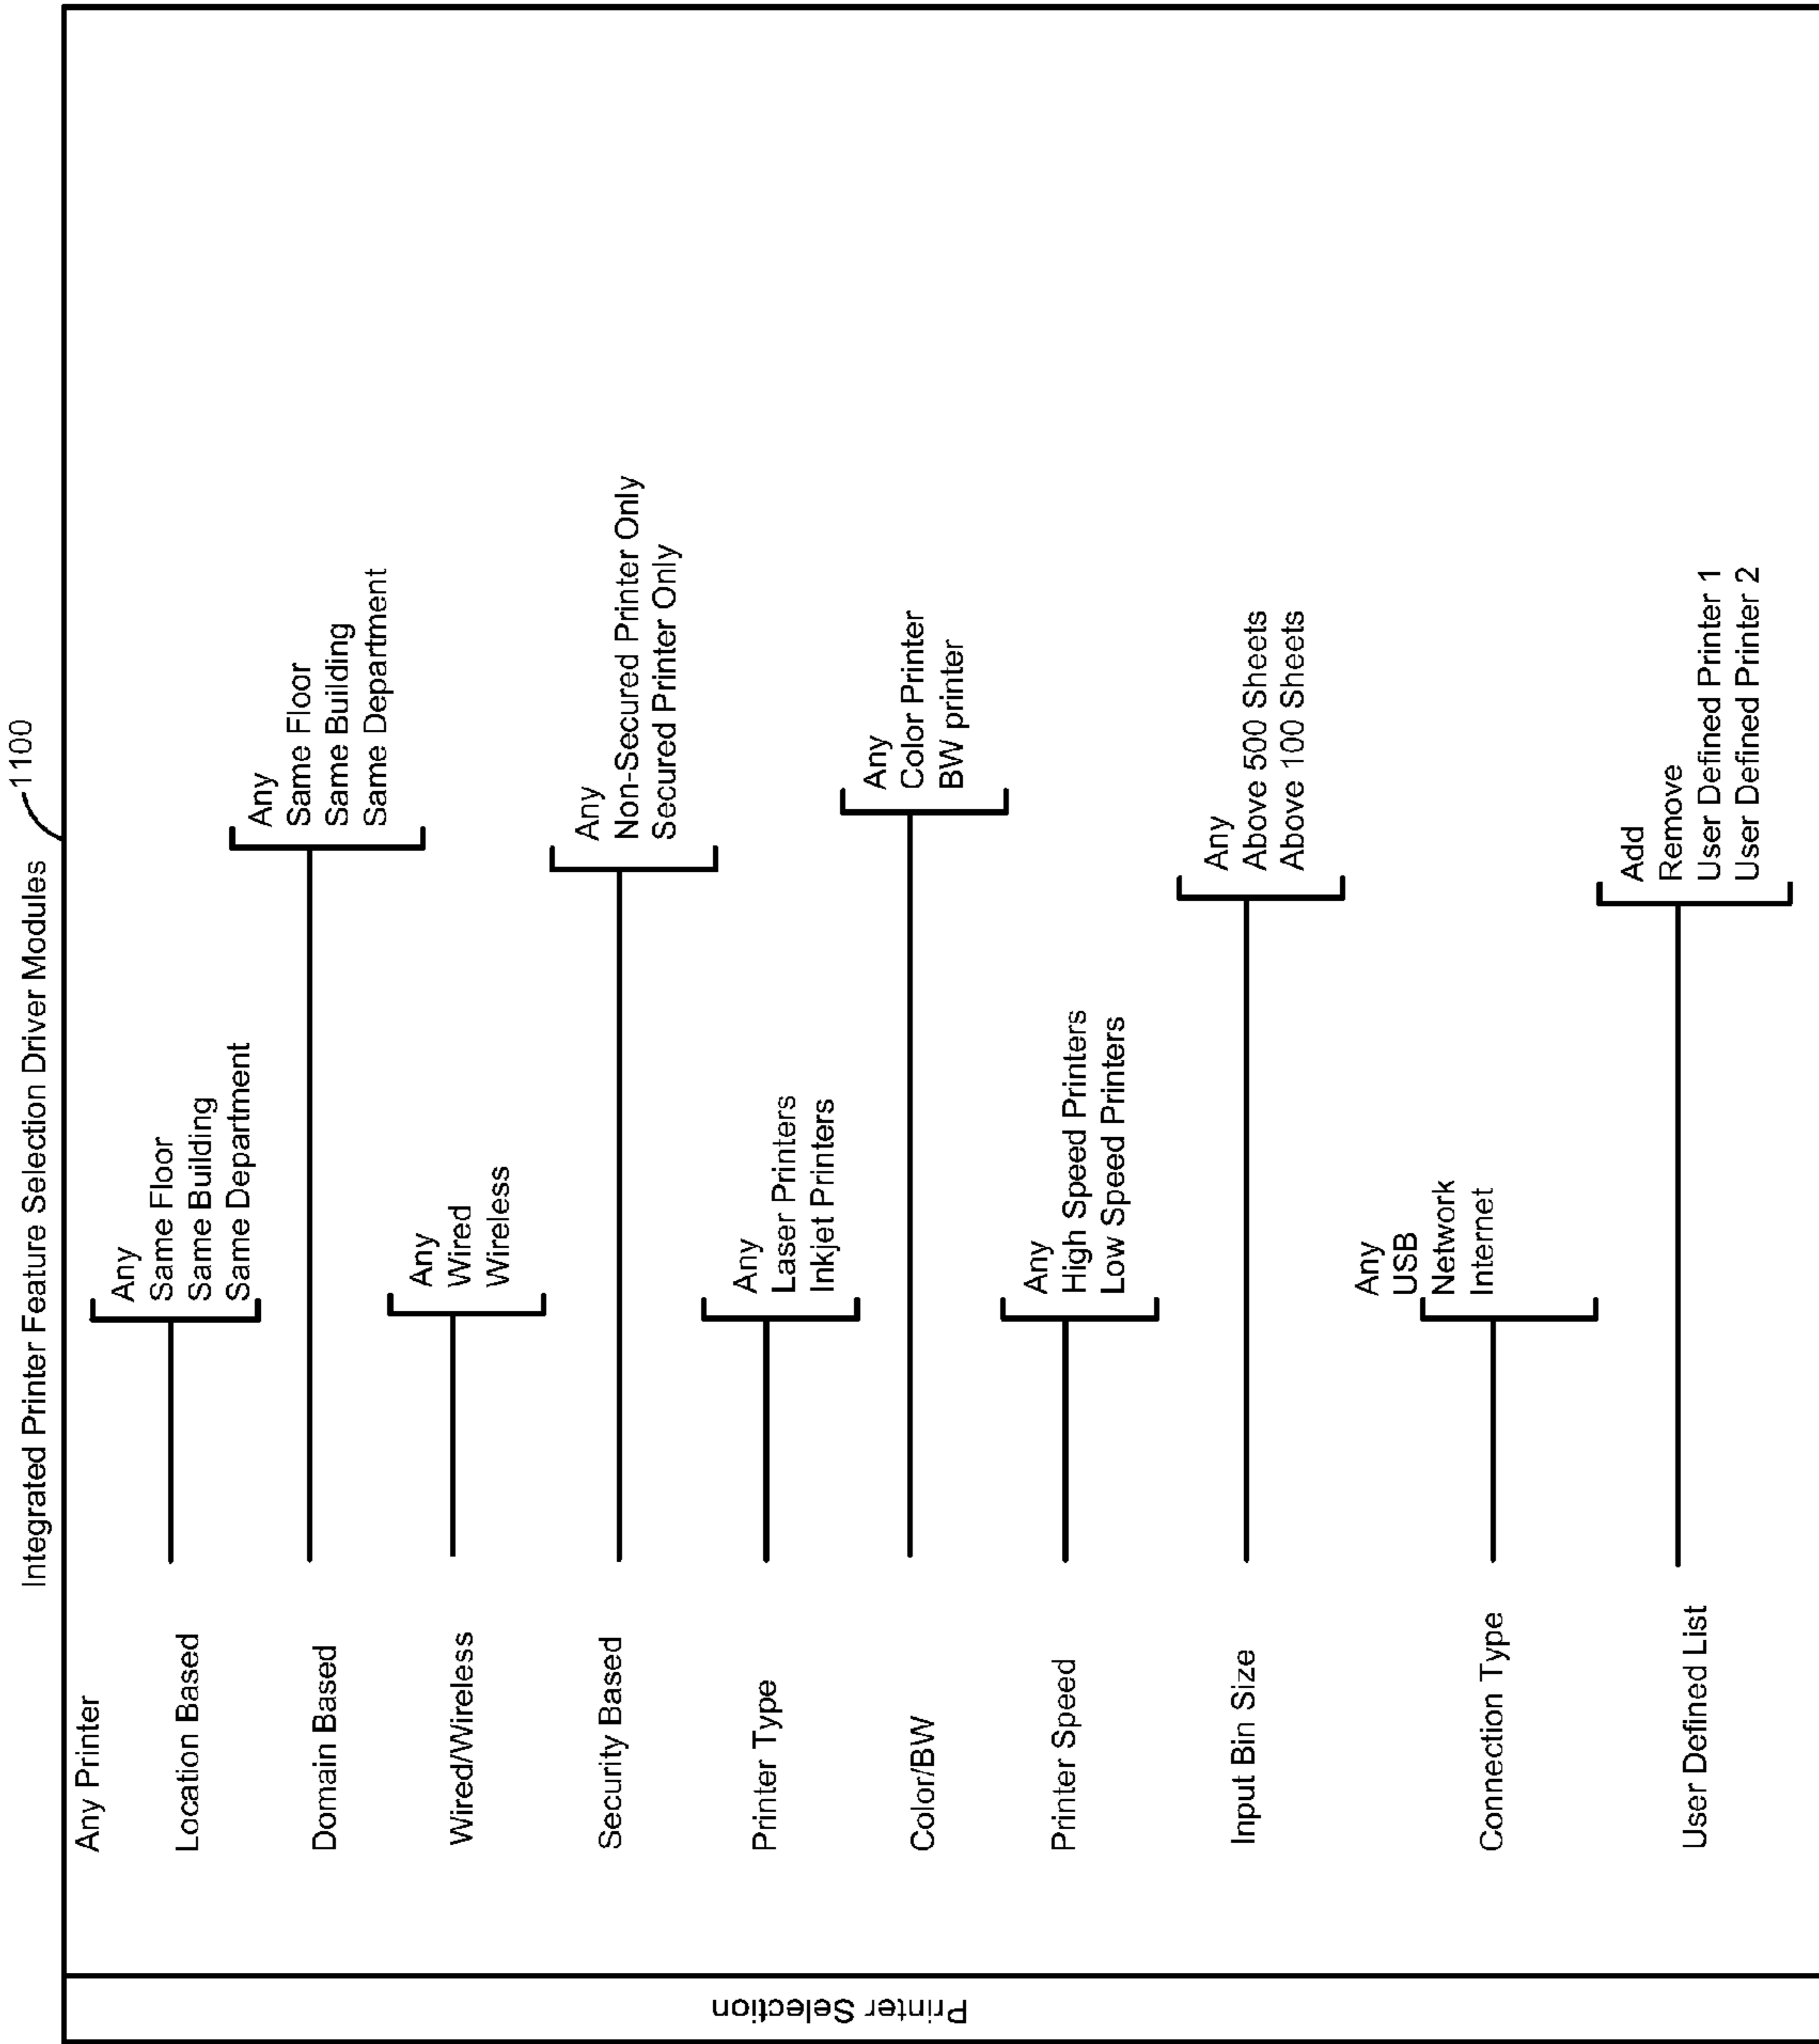 Integrated Printer Feature Selection Driver Modules
1100
Printer Selection
Any Printer
Location Based
Any
Same Floor
Same Building
Same Department
Domain Based
Any
Same Floor
Same Building
Same Department
Wired/Wireless
Any
Wired
Wireless
Security Based
Any
Non-Secured Printer Only
Secured Printer Only
Printer Type
Any
Laser Printers
Inkjet Printers
Color/BW
Any
Color Printer
BW printer
Printer Speed
Any
High Speed Printers
Low Speed Printers
Input Bin Size
Any
Above 500 Sheets
Above 100 Sheets
Connection Type
Any
USB
Network
Internet
User Defined List
Add
Remove
User Defined Printer 1
User Defined Printer 2